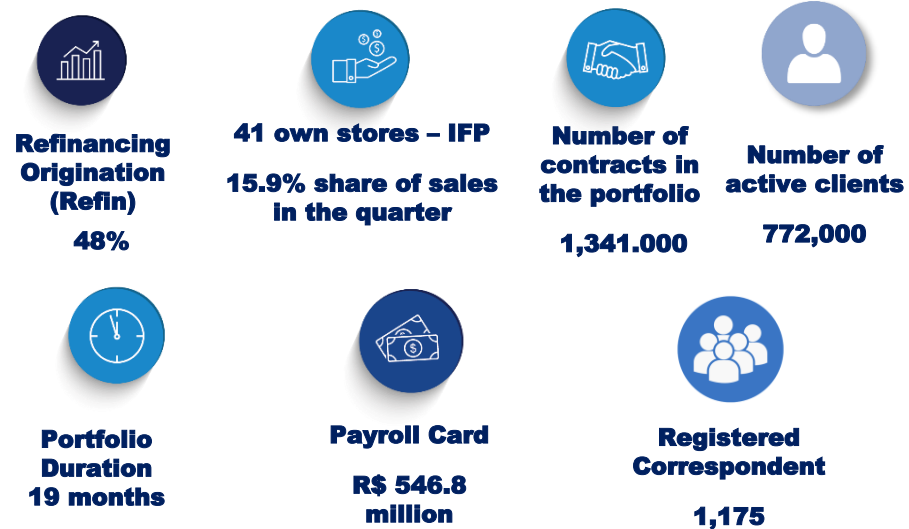 Refinancing
Origination
(Refin)
48%
41 own stores – IFP
15.9% share of sales
in the quarter
Number of
contracts in
the portfolio
1,341.000
Number of
active clients
772,000
Portfolio
Duration
19 months
Payroll Card
R$ 546.8
million
Registered
Correspondent
1,175